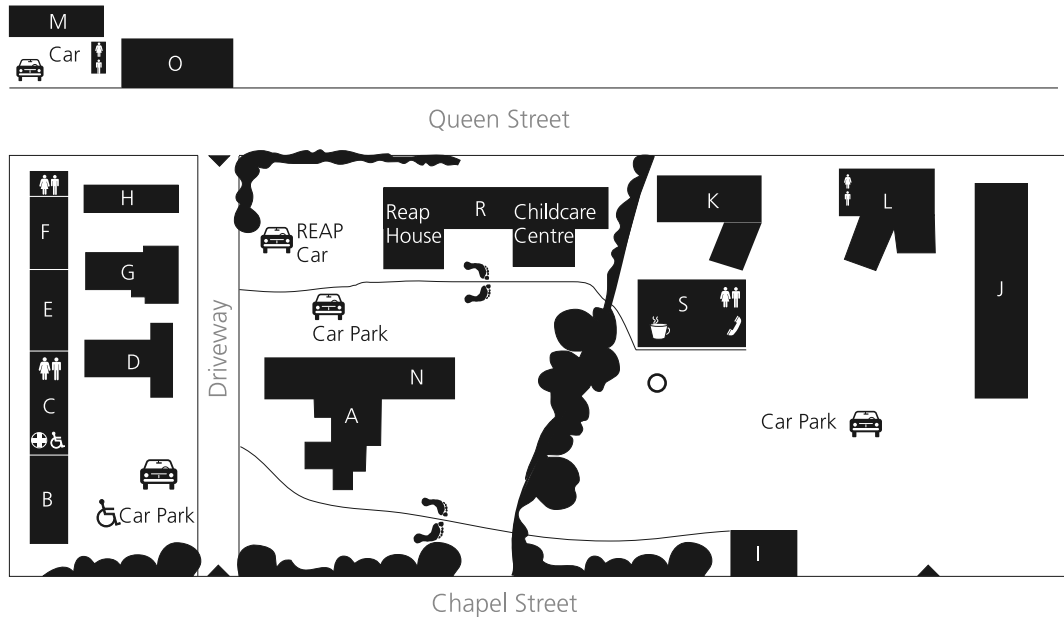 M
Car
O
Queen Street
H
F
G
E
D
C
B
Car Park
Driveway
REAP
Car
Reap
House
R
Childcare
Centre
Car Park
N
A
K
L
S
J
Car Park
I
Chapel Street